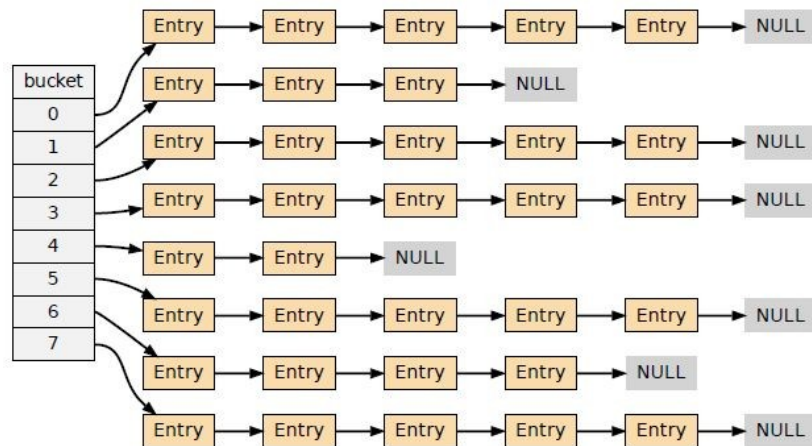 Entry Entry Entry Entry Entry NULL
bucket
Entry Entry Entry NULL
0
1
Entry Entry Entry Entry Entry NULL
2
3
Entry Entry Entry Entry Entry NULL
4
Entry Entry NULL
5
Entry Entry Entry Entry Entry NULL
6
7
Entry Entry Entry Entry NULL
Entry Entry Entry Entry Entry NULL